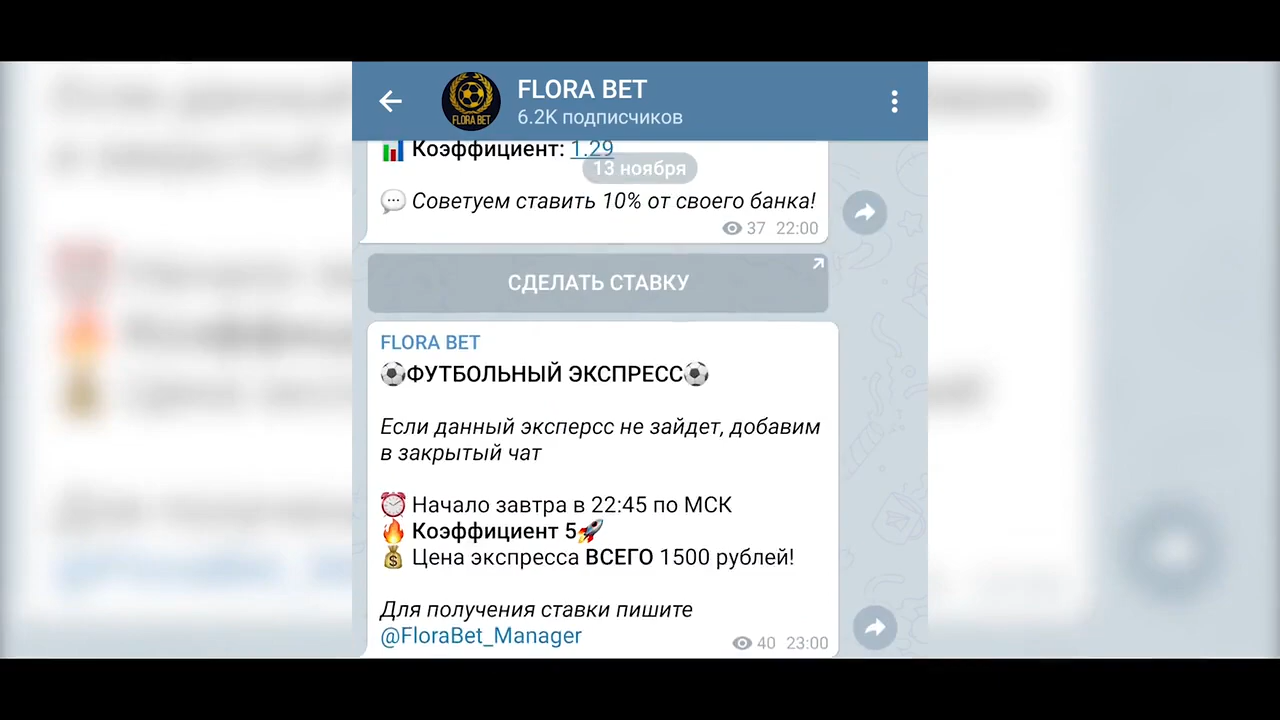 FLORA BET
6.2K подписчиков
FLORA BET
📊 Коэффициент: 1.29
13 ноября
💬 Советуем ставить 10% от своего банка!
37 22:00
СДЕЛАТЬ СТАВКУ
FLORA BET
⚽ФУТБОЛЬНЫЙ ЭКСПРЕСС⚽
Если данный эксперсс не зайдет, добавим
в закрытый чат
⏰ Начало завтра в 22:45 по МСК
🔥 Коэффициент 5🚀
💰 Цена экспресса ВСЕГО 1500 рублей!
Для получения ставки пишите
@FloraBet_Manager
40 23:00